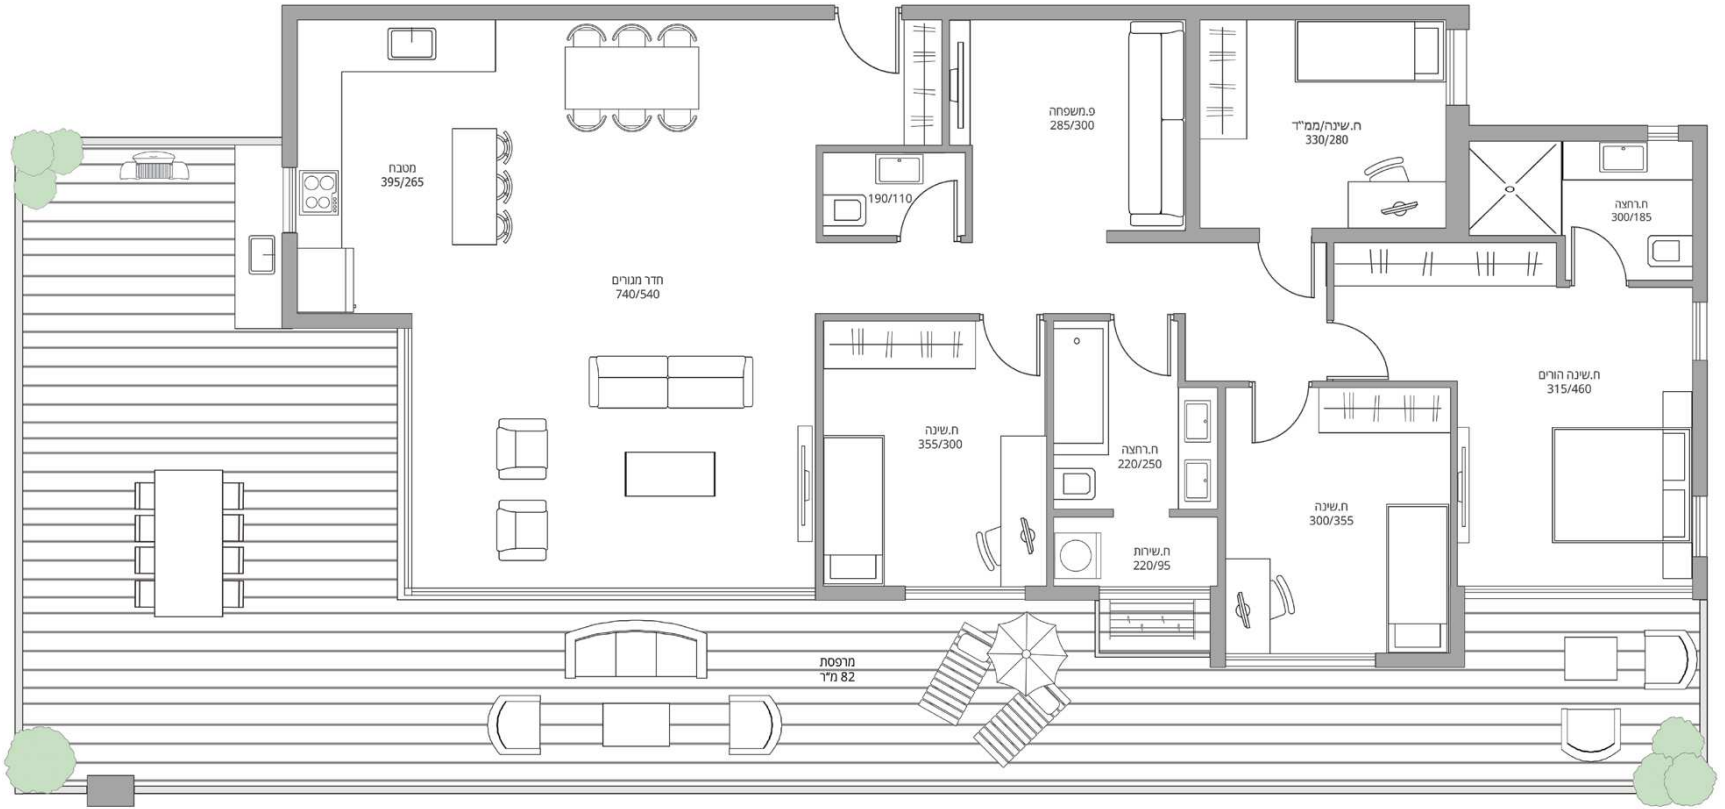 פ.משפחה
285/300
ח.שינה/ממ"ד
330/280
מטבח
395/265
190/110
ח.רחצה
300/185
חדר מגורים
740/540
ח.שינה הורים
315/460
ח.שינה
355/300
ח.רחצה
220/250
ח.שינה
300/355
ח.שירות
220/95
מרפסת
82 מ"ר